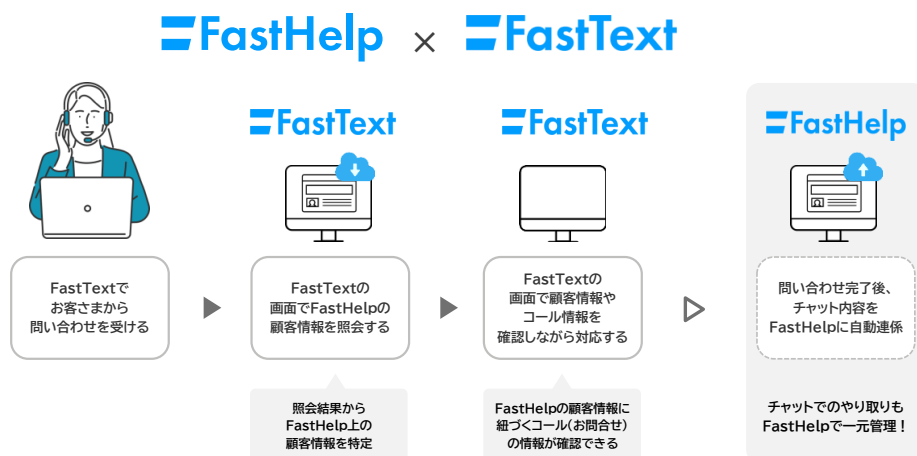 FastHelp × FastText
FastText
FastText
FastHelp
FastTextで
お客さまから
問い合わせを受ける
FastTextの
画面でFastHelpの
顧客情報を照会する
FastTextの
画面で顧客情報や
コール情報を
確認しながら対応する
問い合わせ完了後、
チャット内容を
FastHelpに自動連係
照会結果から
FastHelp上の
顧客情報を特定
FastHelpの顧客情報に
紐づくコール(お問合せ)
の情報が確認できる
チャットでのやり取りも
FastHelpで一元管理！